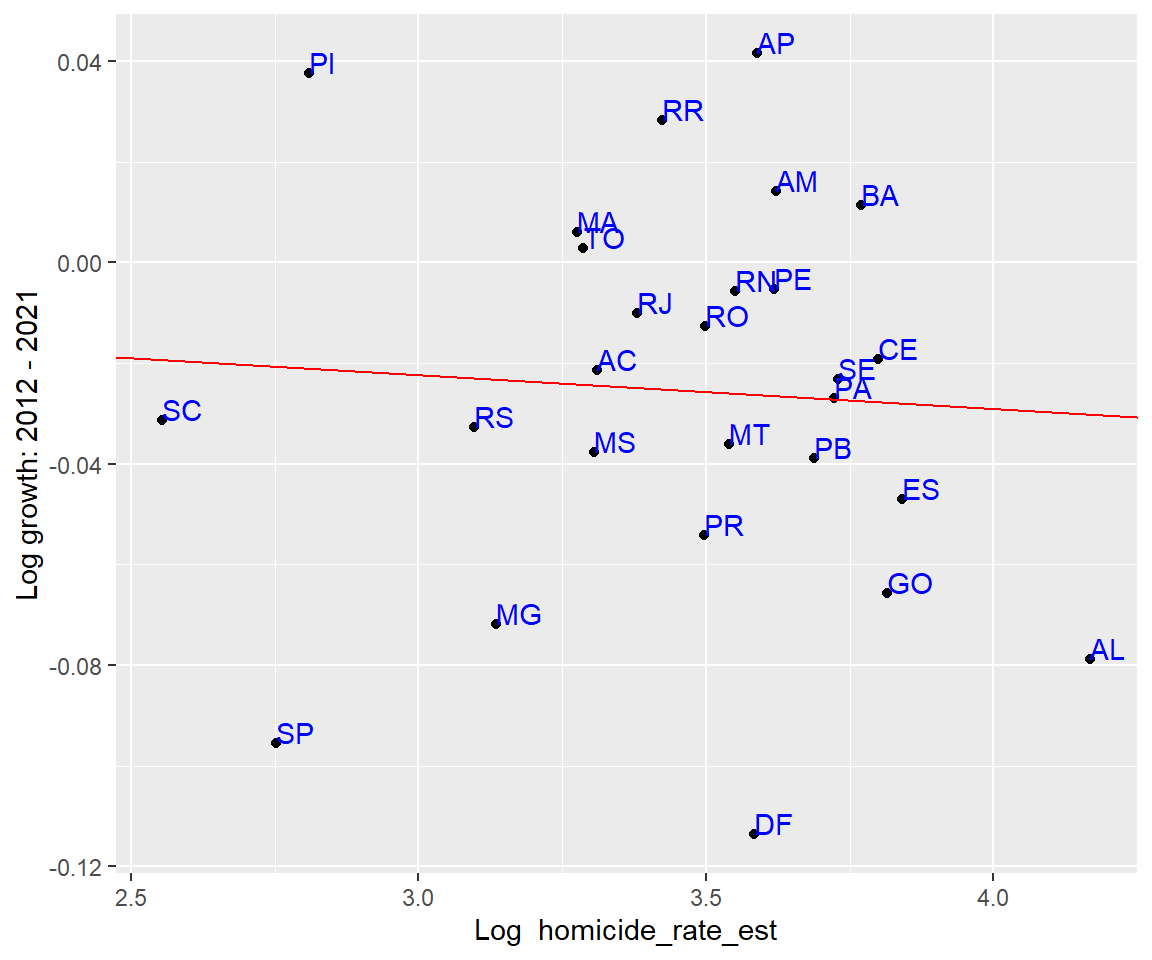 AP
PI
0.04
RR
AM
BA
MA
TO
0.00
RN
PE
RJ
RO
CE
AC
SE
PA
SC
RS
MT
MS
PB
-0.04
ES
PR
GO
MG
AL
-0.08
SP
DF
-0.12
2.5 3.0 3.5 4.0
Log  homicide_rate_est
Log growth: 2012 - 2021